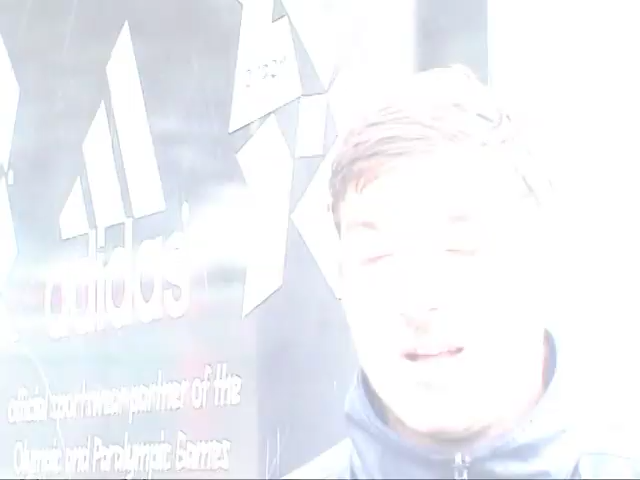 adidas
official sportswear partner of the
Olympic and Paralympic Games